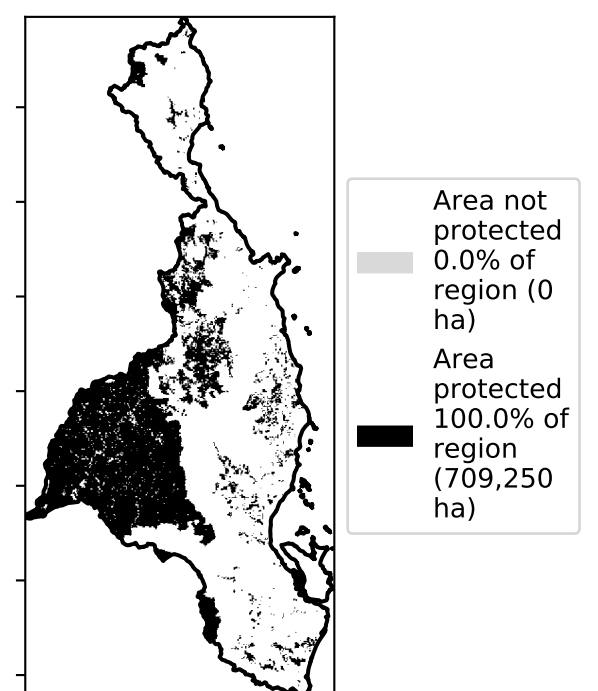 Area not
protected
0.0% of
region (0
ha)
Area
protected
100.0% of
region
(709,250
ha)